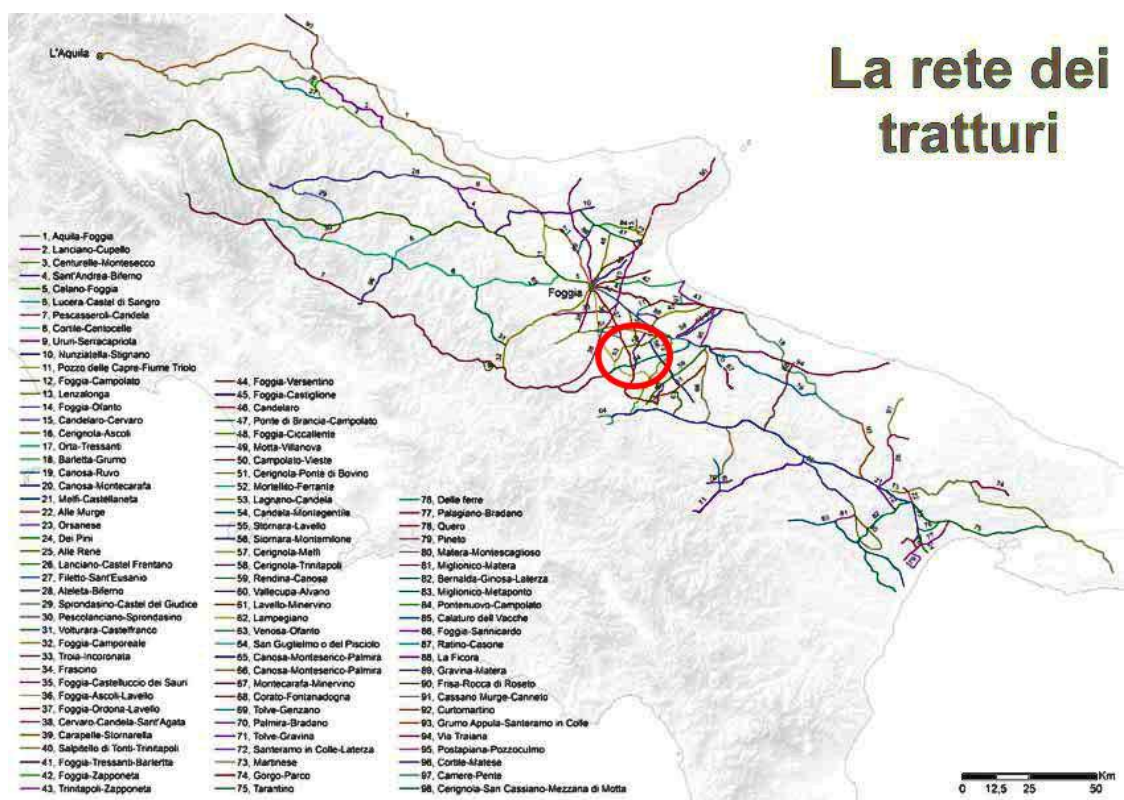 La rete dei
tratturi
L'Aquila
Foggia
1, Aquila-Foggia
2, Lanciano-Cupello
3, Centurelle-Montesecco
4, Sant'Andrea-Biferno
5, Celano-Foggia
6, Lucera-Castel di Sangro
7, Pescasseroli-Candela
8, Cortile-Centocelle
9, Ururi-Serracapriola
10, Nunziatella-Stignano
11, Pozzo delle Capre-Fiume Triolo
12, Foggia-Campolato
13, Lenzalonga
14, Foggia-Ofanto
15, Candelaro-Cervaro
16, Cerignola-Ascoli
17, Orta-Tressanti
18, Barletta-Grumo
19, Canosa-Ruvo
20, Canosa-Montecarafa
21, Melfi-Castellaneta
22, Alle Murge
23, Orsanese
24, Dei Pini
25, Alle Rene
26, Lanciano-Castel Frentano
27, Filetto-Sant'Eusanio
28, Ateleta-Biferno
29, Sprondasino-Castel del Giudice
30, Pescolanciano-Sprondasino
31, Volturara-Castelfranco
32, Foggia-Camporeale
33, Troia-Incoronata
34, Frascino
35, Foggia-Castelluccio dei Sauri
36, Foggia-Ascoli-Lavello
37, Foggia-Ordona-Lavello
38, Cervaro-Candela-Sant'Agata
39, Carapelle-Stornarella
40, Salpitello di Tonti-Trinitapoli
41, Foggia-Tressanti-Barlettta
42, Foggia-Zapponeta
43, Trinitapoli-Zapponeta
44, Foggia-Versentino
45, Foggia-Castiglione
46, Candelaro
47, Ponte di Brancia-Campolato
48, Foggia-Ciccallente
49, Motta-Villanova
50, Campolato-Vieste
51, Cerignola-Ponte di Bovino
52, Mortellito-Ferrante
53, Lagnano-Candela
54, Candela-Montegentile
55, Stornara-Lavello
56, Stornara-Montemilone
57, Cerignola-Melfi
58, Cerignola-Trinitapoli
59, Rendina-Canosa
60, Vallecupa-Alvano
61, Lavello-Minervino
62, Lampegiano
63, Venosa-Ofanto
64, San Guglielmo o del Pisciolo
65, Canosa-Monteserico-Palmira
66, Canosa-Monteserico-Palmira
67, Montecarafa-Minervino
68, Corato-Fontanadogna
69, Tolve-Genzano
70, Palmira-Bradano
71, Tolve-Gravina
72, Santeramo in Colle-Laterza
73, Martinese
74, Gorgo-Parco
75, Tarantino
76, Delle ferre
77, Palagiano-Bradano
78, Quero
79, Pineto
80, Matera-Montescaglioso
81, Miglionico-Matera
82, Bernalda-Ginosa-Laterza
83, Miglionico-Metaponto
84, Pontenuovo-Campolato
85, Calaturo dell Vacche
86, Foggia-Sannicardo
87, Ratino-Casone
88, La Ficora
89, Gravina-Matera
90, Frisa-Rocca di Roseto
91, Cassano Murge-Canneto
92, Curtomartino
93, Grumo Appula-Santeramo in Colle
94, Via Traiana
95, Postapiana-Pozzoculmo
96, Cortile-Matese
97, Camere-Pente
98, Cerignola-San Cassiano-Mezzana di Motta
Km
0 12,5 25 50